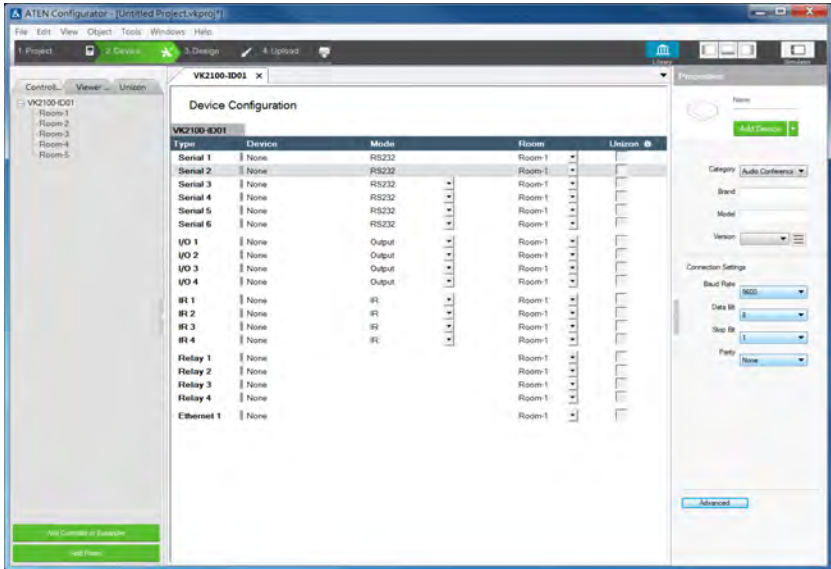 ATEN Configurator - [Untitled Project.vkproj*]
File Edit View Object Tools Windows Help
1. Project 2. Device 3. Design 4. Upload Library Simulator
Controll... Viewer ... Unizon
VK2100-ID01
Room-1
Room-2
Room-3
Room-4
Room-5
Add Controller or Expander
Add Room
VK2100-ID01 ×
Device Configuration
VK2100-ID01
Type Device Mode Room Unizon
Serial 1 None RS232 Room-1
Serial 2 None RS232 Room-1
Serial 3 None RS232 Room-1
Serial 4 None RS232 Room-1
Serial 5 None RS232 Room-1
Serial 6 None RS232 Room-1
I/O 1 None Output Room-1
I/O 2 None Output Room-1
I/O 3 None Output Room-1
I/O 4 None Output Room-1
IR 1 None IR Room-1
IR 2 None IR Room-1
IR 3 None IR Room-1
IR 4 None IR Room-1
Relay 1 None Room-1
Relay 2 None Room-1
Relay 3 None Room-1
Relay 4 None Room-1
Ethernet 1 None Room-1
Properties
Name
Add Device
Category Audio Conference
Brand
Model
Version
Connection Settings
Baud Rate 9600
Data Bit 8
Stop Bit 1
Parity None
Advanced